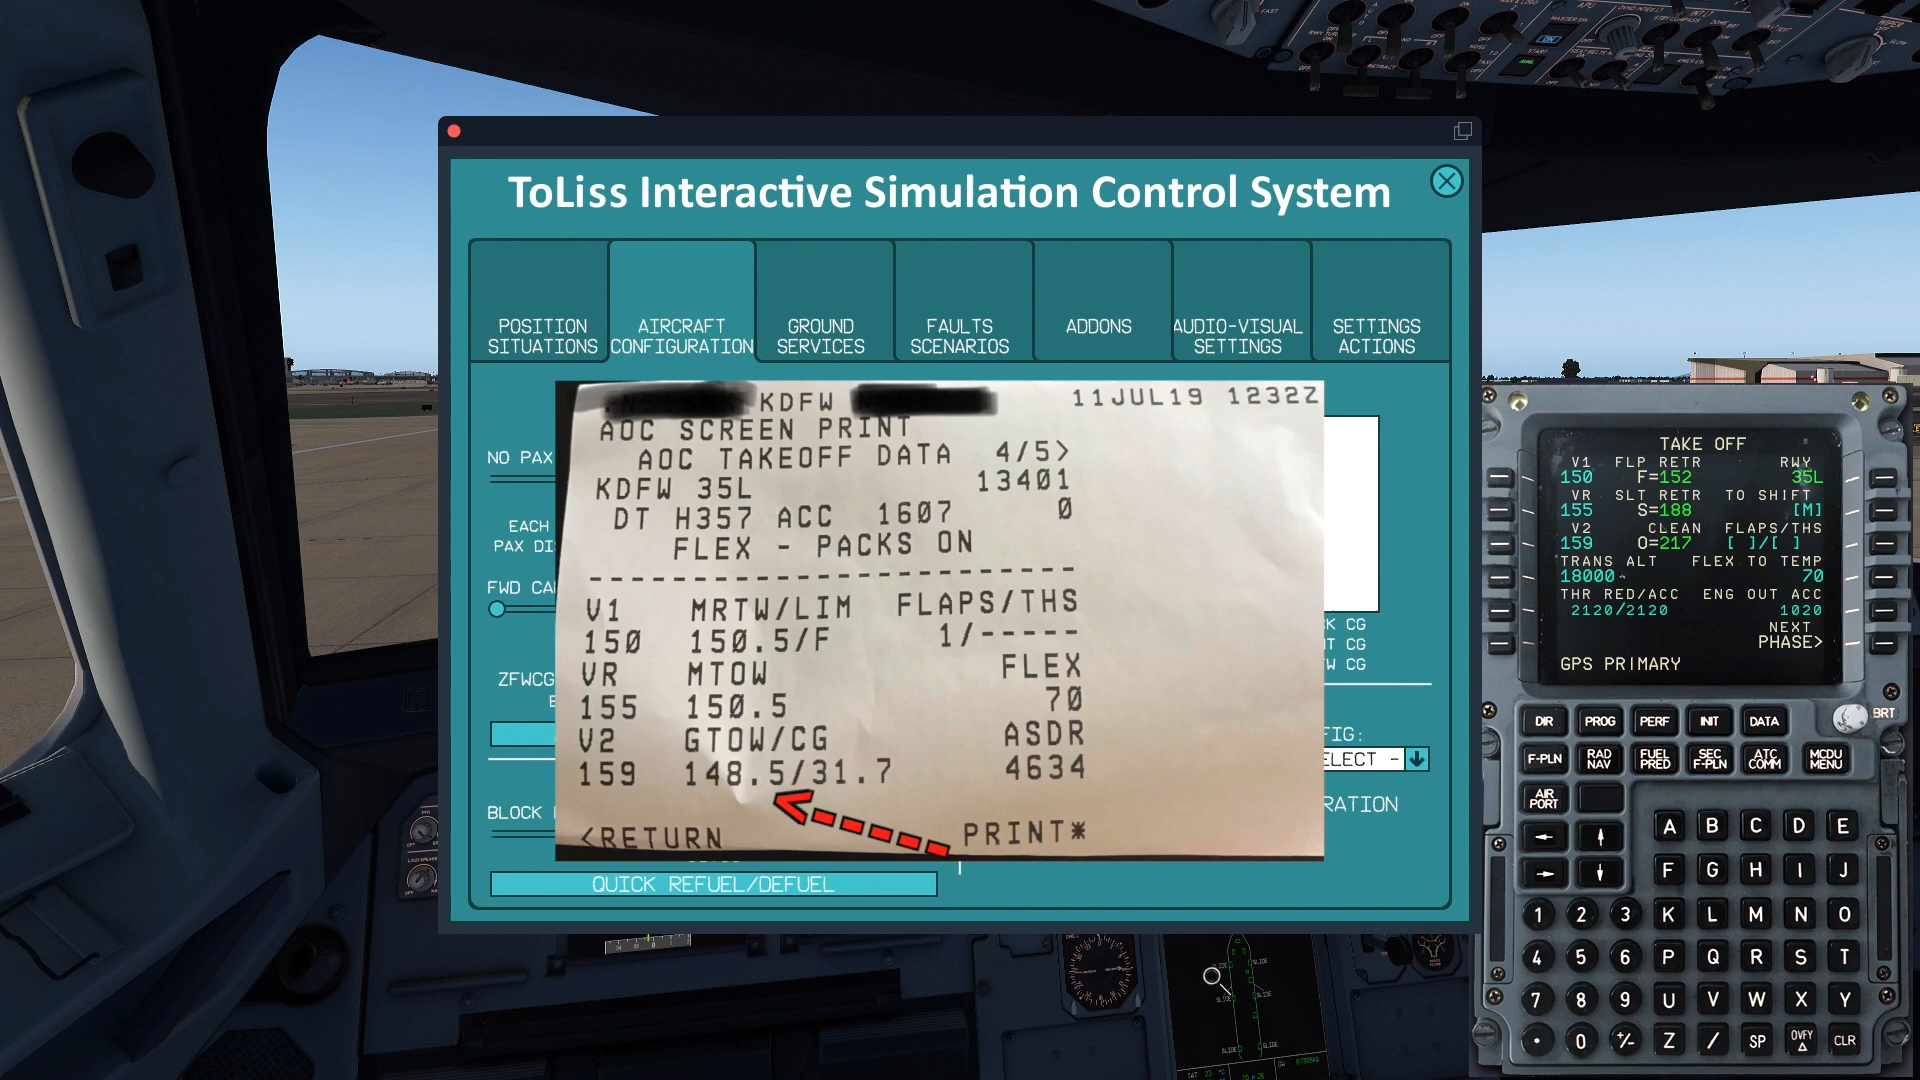 ToLiss Interactive Simulation Control System
POSITION SITUATIONS
AIRCRAFT CONFIGURATION
GROUND SERVICES
FAULTS SCENARIOS
ADDONS
AUDIO-VISUAL SETTINGS
SETTINGS ACTIONS
NO PAX
EACH
PAX DI
FWD CA
ZFWCG
BLOCK
QUICK REFUEL/DEFUEL
K CG
T CG
W CG
FIG:
ELECT -
RATION
KDFW 11JUL19 1232Z
AOC SCREEN PRINT
AOC TAKEOFF DATA 4/5>
KDFW 35L 13401
DT H357 ACC 1607 0
FLEX - PACKS ON
------------------------
V1 MRTW/LIM FLAPS/THS
150 150.5/F 1/-----
VR MTOW FLEX
155 150.5 70
V2 GTOW/CG ASDR
159 148.5/31.7 4634
<RETURN PRINT*
TAKE OFF
V1 FLP RETR RWY
150 F=152 35L
VR SLT RETR TO SHIFT
155 S=188 [M]
V2 CLEAN FLAPS/THS
159 O=217 [ ]/[ ]
TRANS ALT FLEX TO TEMP
18000 70
THR RED/ACC ENG OUT ACC
2120/2120 1020
NEXT
PHASE>
GPS PRIMARY
DIR PROG PERF INIT DATA BRT
F-PLN RAD NAV FUEL PRED SEC F-PLN ATC COMM MCDU MENU
AIR PORT
← ↑ A B C D E
→ ↓ F G H I J
1 2 3 K L M N O
4 5 6 P Q R S T
7 8 9 U V W X Y
. 0 +/- Z / SP OVFY Δ CLR
SLIDE
SLIDE
SLIDE SLIDE
TAT 23 °C